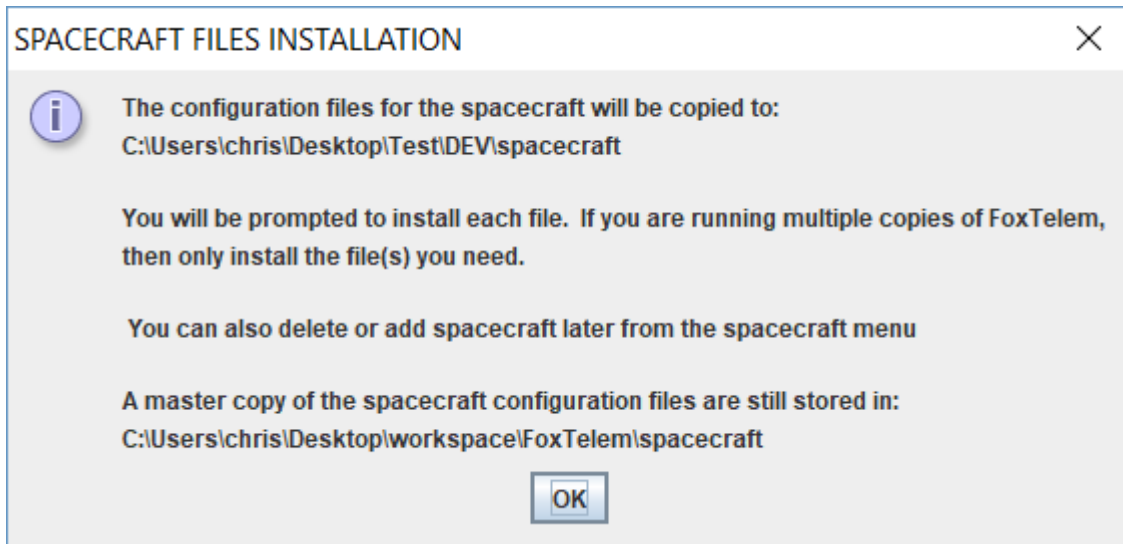 SPACECRAFT FILES INSTALLATION
The configuration files for the spacecraft will be copied to:
C:\Users\chris\Desktop\Test\DEV\spacecraft
You will be prompted to install each file.  If you are running multiple copies of FoxTelem,
then only install the file(s) you need.
You can also delete or add spacecraft later from the spacecraft menu
A master copy of the spacecraft configuration files are still stored in:
C:\Users\chris\Desktop\workspace\FoxTelem\spacecraft
OK